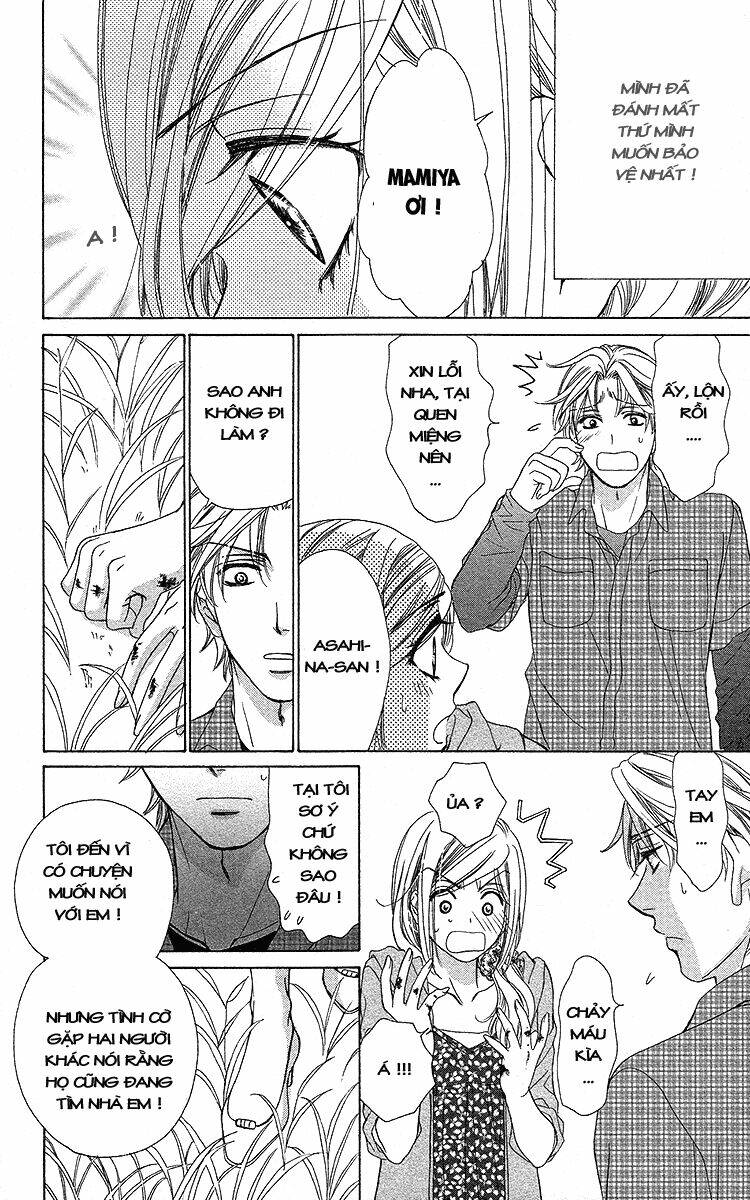 MÌNH ĐÃ
ĐÁNH MẤT
THỨ MÌNH
MUỐN BẢO
VỆ NHẤT !
MAMIYA
ƠI !
A !
ẤY, LỘN
RỒI
....
XIN LỖI
NHA, TẠI
QUEN
MIỆNG
NÊN
...
ASAHI-
NA-SAN !
SAO ANH
KHÔNG ĐI
LÀM ?
TAY
EM
...
ỦA ?
CHẢY
MÁU
KÌA
...
Á !!!
TẠI TÔI
SƠ Ý
CHỨ
KHÔNG
SAO
ĐÂU !
TÔI ĐẾN VÌ
CÓ CHUYỆN
MUỐN NÓI
VỚI EM !
NHƯNG TÌNH CỜ
GẶP HAI NGƯỜI
KHÁC NÓI RẰNG
HỌ CŨNG ĐANG
TÌM NHÀ EM !